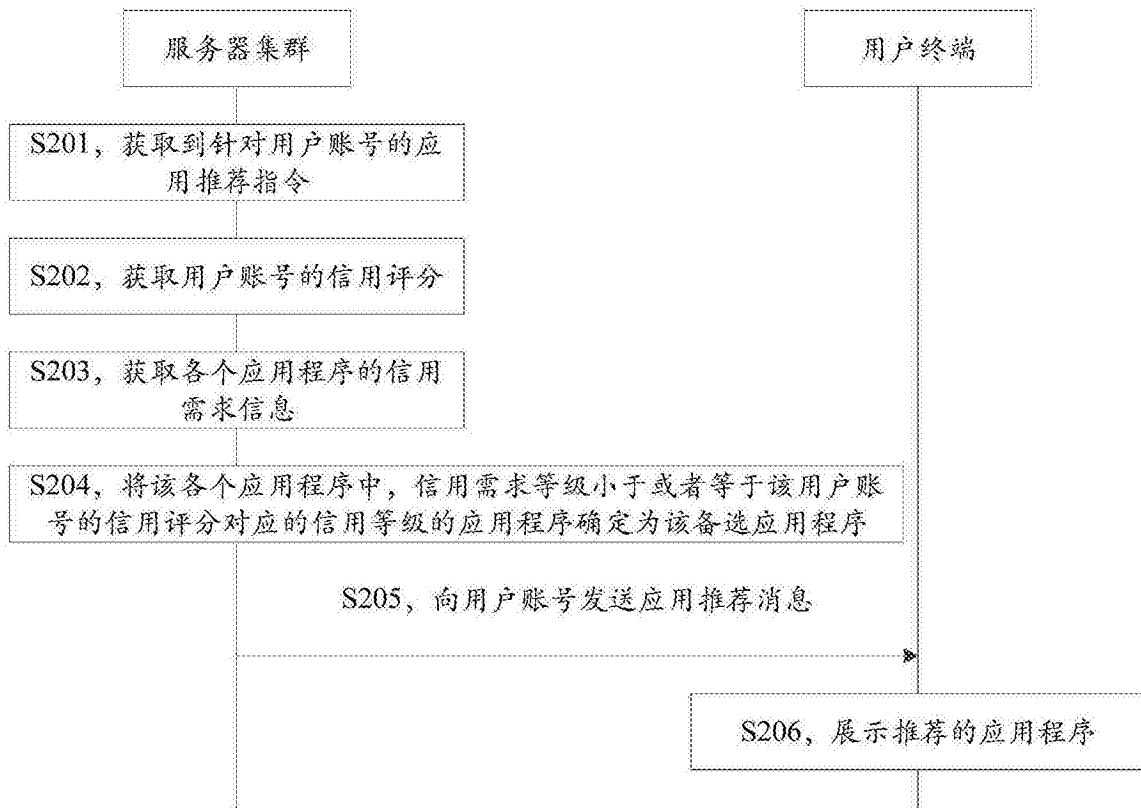 服务器集群
用户终端
S201，获取到针对用户账号的应
用推荐指令
S202，获取用户账号的信用评分
S203，获取各个应用程序的信用
需求信息
S204，将该各个应用程序中，信用需求等级小于或者等于该用户账
号的信用评分对应的信用等级的应用程序确定为该备选应用程序
S205，向用户账号发送应用推荐消息
S206，展示推荐的应用程序